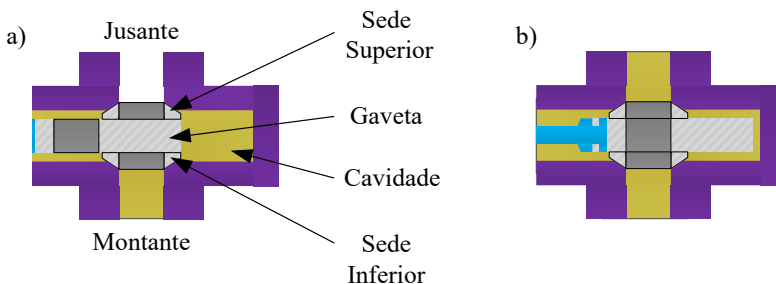 a)
Jusante
Sede
Superior
b)
Gaveta
Cavidade
Montante
Sede
Inferior